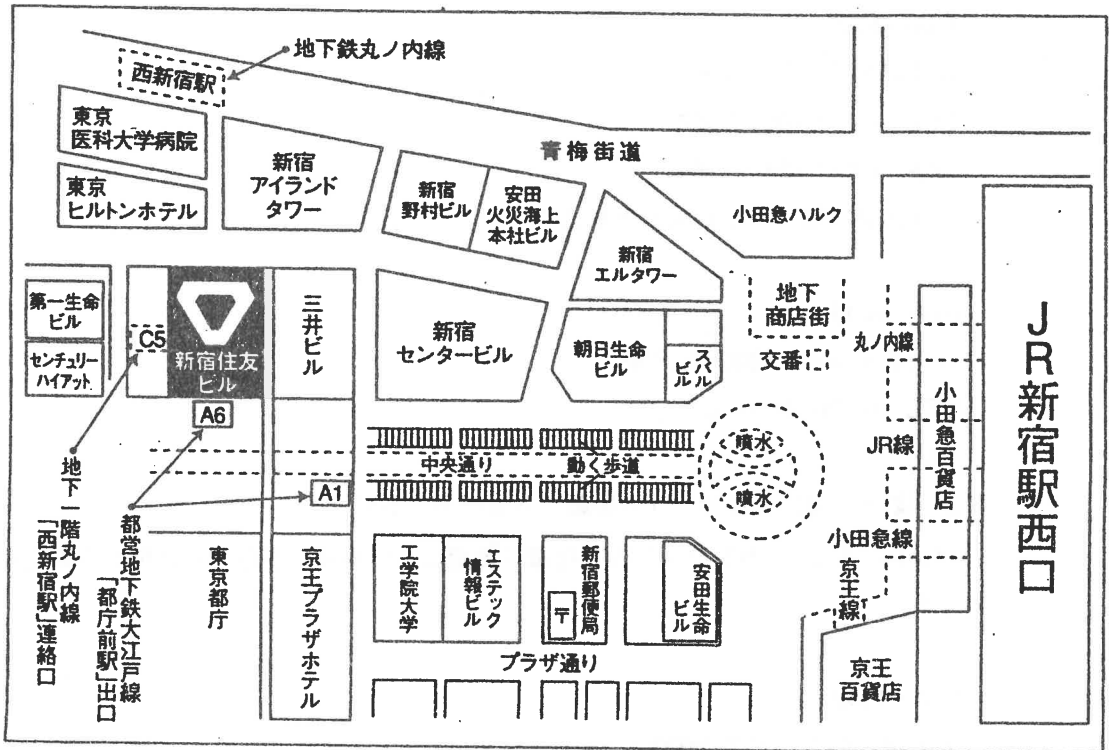 地下鉄丸ノ内線
西新宿駅
東京
医科大学病院
東京
ヒルトンホテル
新宿
アイランド
タワー
青梅街道
新宿
野村ビル
安田
火災海上
本社ビル
小田急ハルク
新宿
エルタワー
地下
商店街
交番
第一生命
ビル
センチュリー
ハイアット
C5
新宿住友
ビル
三井ビル
新宿
センタービル
朝日生命
ビル
スバル
ビル
丸ノ内線
JR線
小田急線
京王線
小田急百貨店
JR新宿駅西口
A6
A1
中央通り
動く歩道
噴水
噴水
地下一階丸ノ内線
「西新宿駅」連絡口
都営地下鉄大江戸線
「都庁前駅」出口
東京都庁
京王プラザホテル
工学院大学
エステック
情報ビル
新宿郵便局
〒
安田生命
ビル
プラザ通り
京王
百貨店